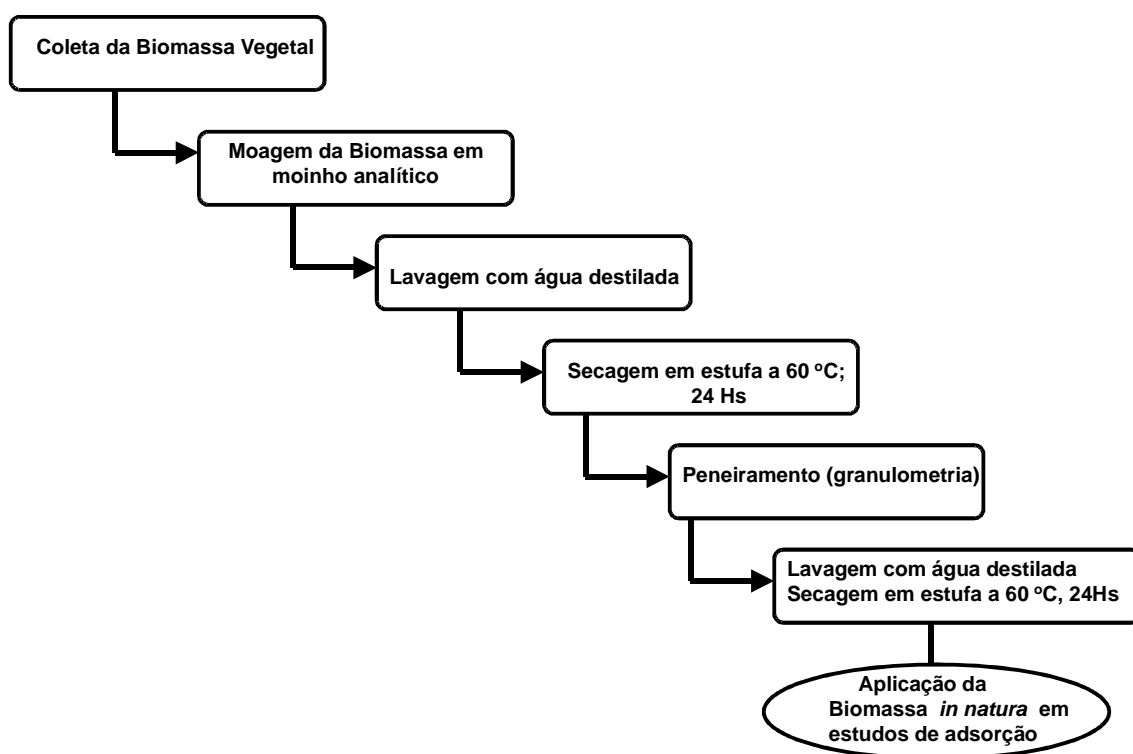 Coleta da Biomassa Vegetal
Moagem da Biomassa em
moinho analítico
Lavagem com água destilada
Secagem em estufa a 60 ºC;
24 Hs
Peneiramento (granulometria)
Lavagem com água destilada
Secagem em estufa a 60 ºC, 24Hs
Aplicação da
Biomassa in natura em
estudos de adsorção